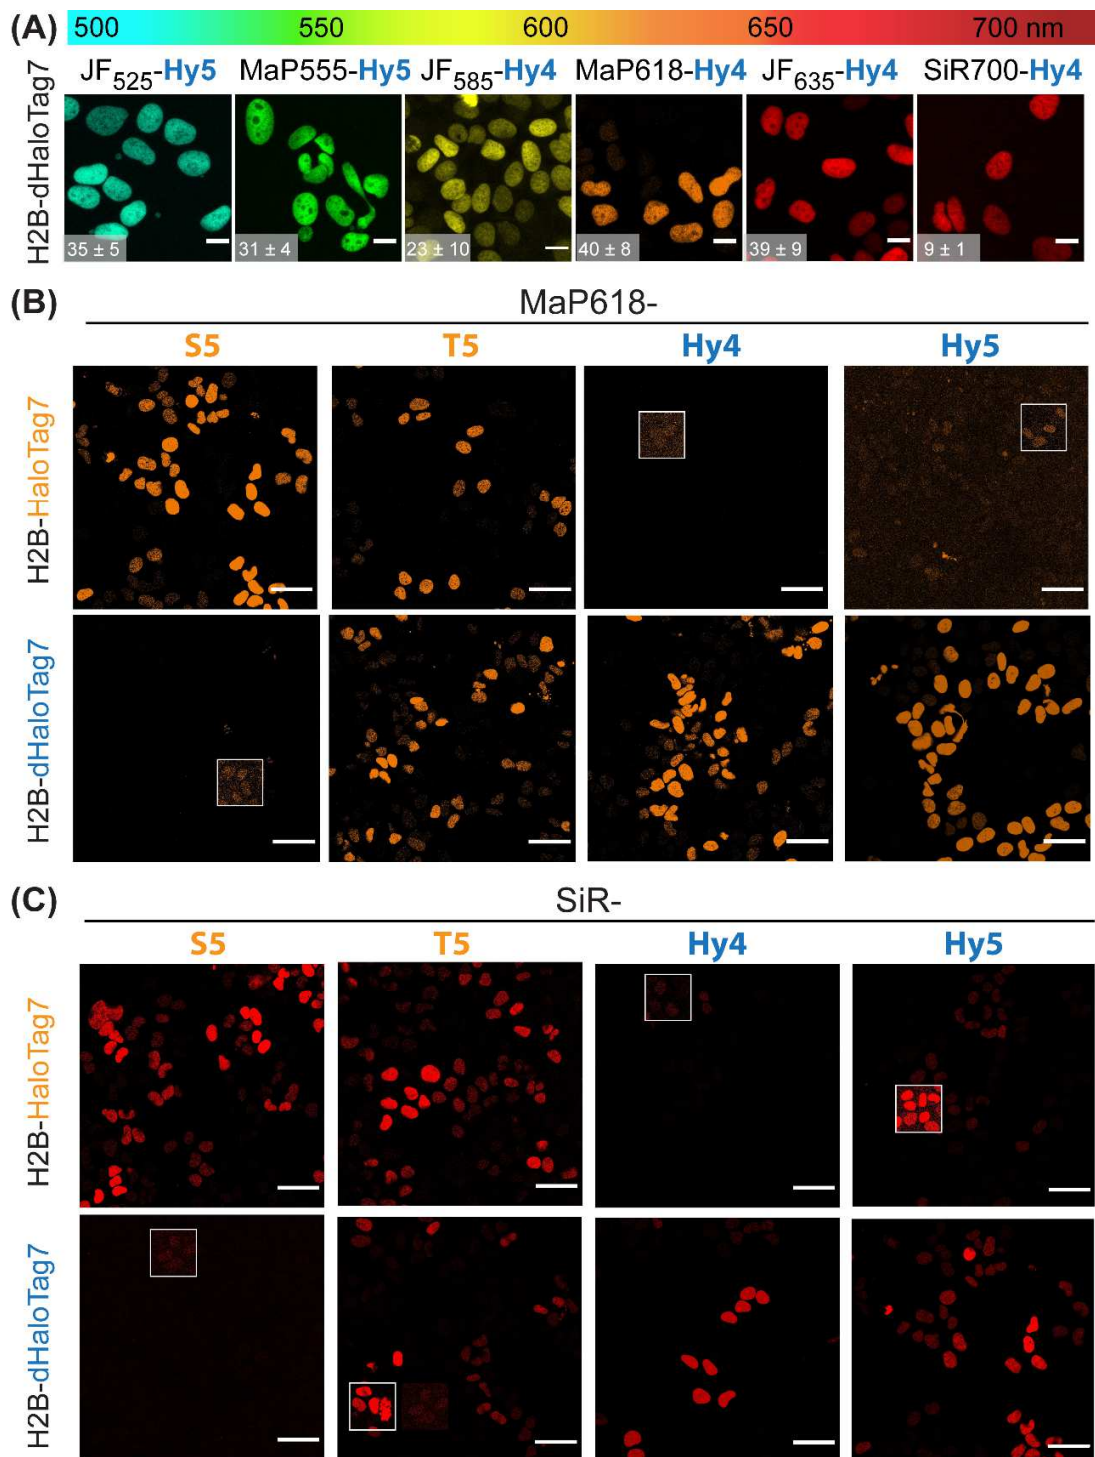 (A)
500 550 600 650 700 nm
JF525-Hy5 MaP555-Hy5 JF585-Hy4 MaP618-Hy4 JF635-Hy4 SiR700-Hy4
H2B-dHaloTag7
35 ± 5 31 ± 4 23 ± 10 40 ± 8 39 ± 9 9 ± 1
(B)
MaP618-
S5 T5 Hy4 Hy5
H2B-HaloTag7
H2B-dHaloTag7
(C)
SiR-
S5 T5 Hy4 Hy5
H2B-HaloTag7
H2B-dHaloTag7